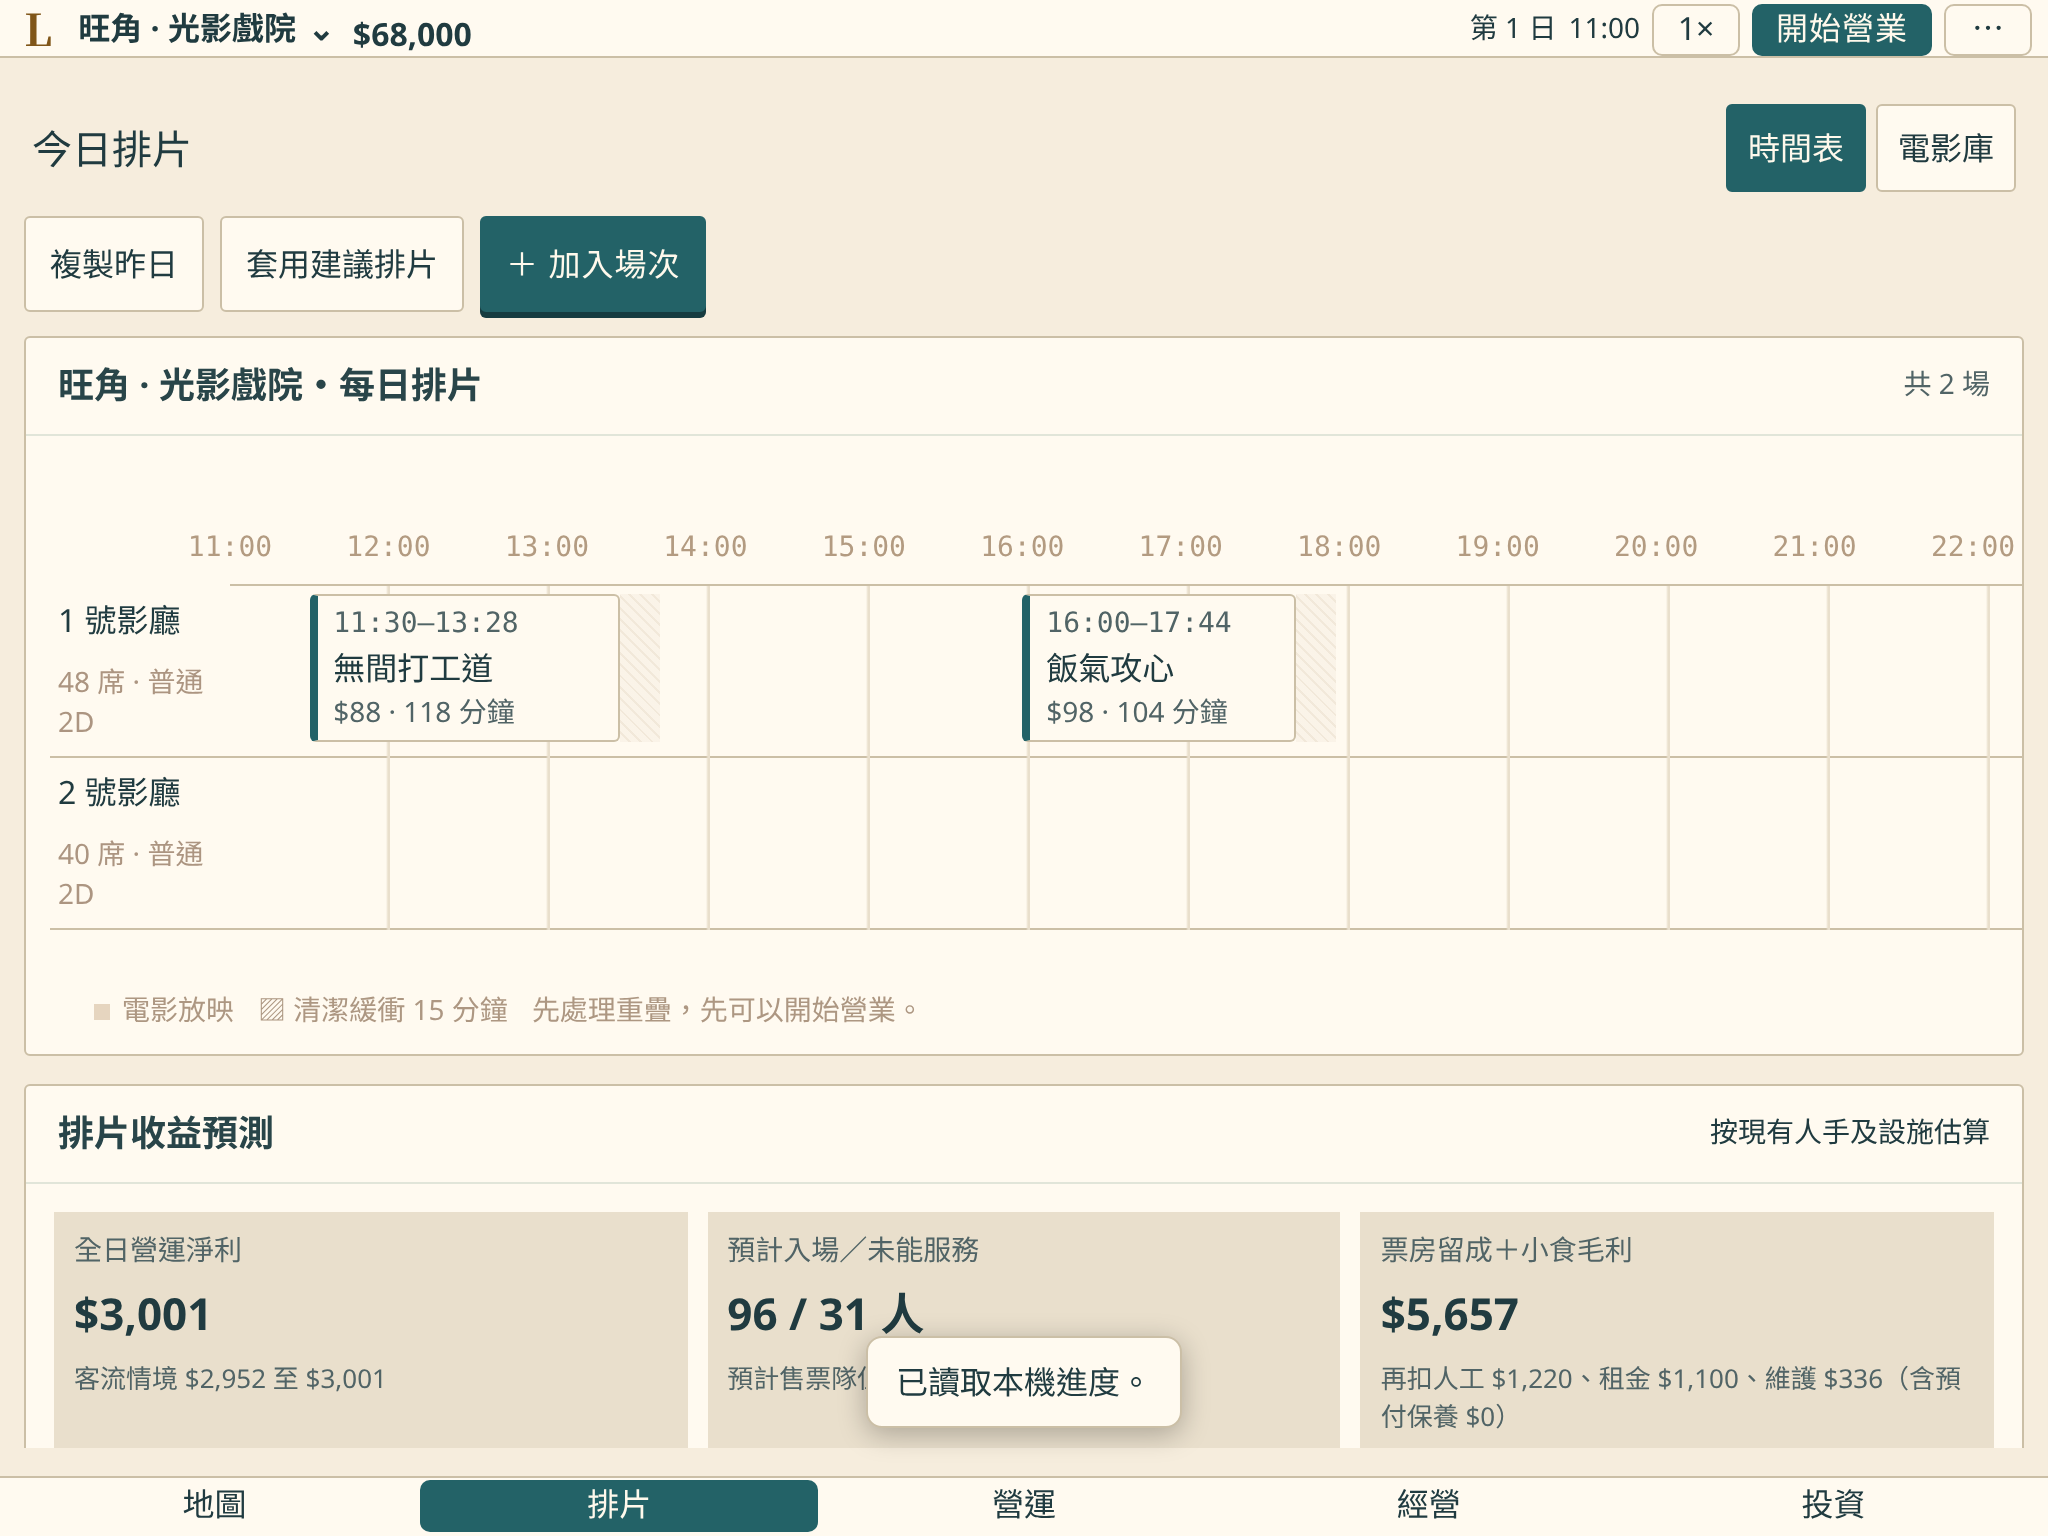 L 旺角 · 光影戲院 $68,000 第 1 日 11:00 1× 開始營業 ···
今日排片 時間表 電影庫
複製昨日 套用建議排片 ＋ 加入場次
旺角 · 光影戲院・每日排片 共 2 場
11:00 12:00 13:00 14:00 15:00 16:00 17:00 18:00 19:00 20:00 21:00 22:00
1 號影廳
48 席 · 普通
2D
11:30–13:28
無間打工道
$88 · 118 分鐘
16:00–17:44
飯氣攻心
$98 · 104 分鐘
2 號影廳
40 席 · 普通
2D
電影放映 清潔緩衝 15 分鐘 先處理重疊，先可以開始營業。
排片收益預測 按現有人手及設施估算
全日營運淨利
$3,001
客流情境 $2,952 至 $3,001
預計入場／未能服務
96 / 31 人
預計售票隊
票房留成＋小食毛利
$5,657
再扣人工 $1,220、租金 $1,100、維護 $336（含預
付保養 $0）
已讀取本機進度。
地圖 排片 營運 經營 投資